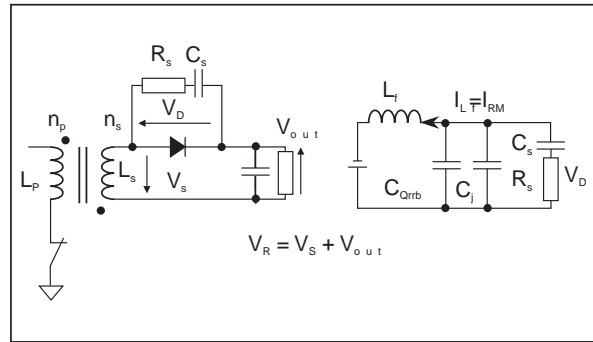 R_s C_s
V_D
n_p n_s
V_out
L_P L_s
V_s
L_f I_Lf=I_RM
C_s
C_Qrrb C_j R_s V_D
V_R = V_S + V_out